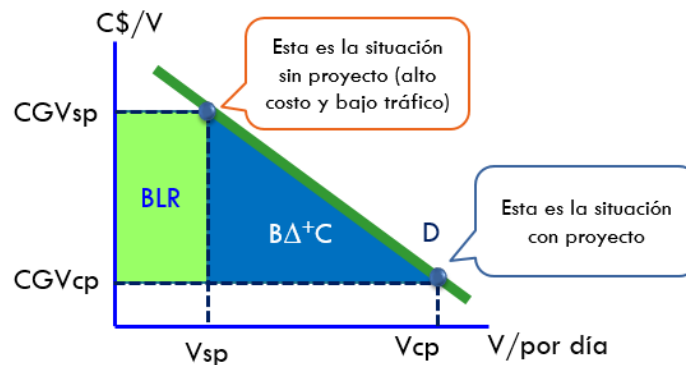 C$/V
Esta es la situación
sin proyecto (alto
costo y bajo tráfico)
CGVsp
BLR
BΔ⁺C
D
Esta es la situación
con proyecto
CGVcp
Vsp
Vcp
V/por día